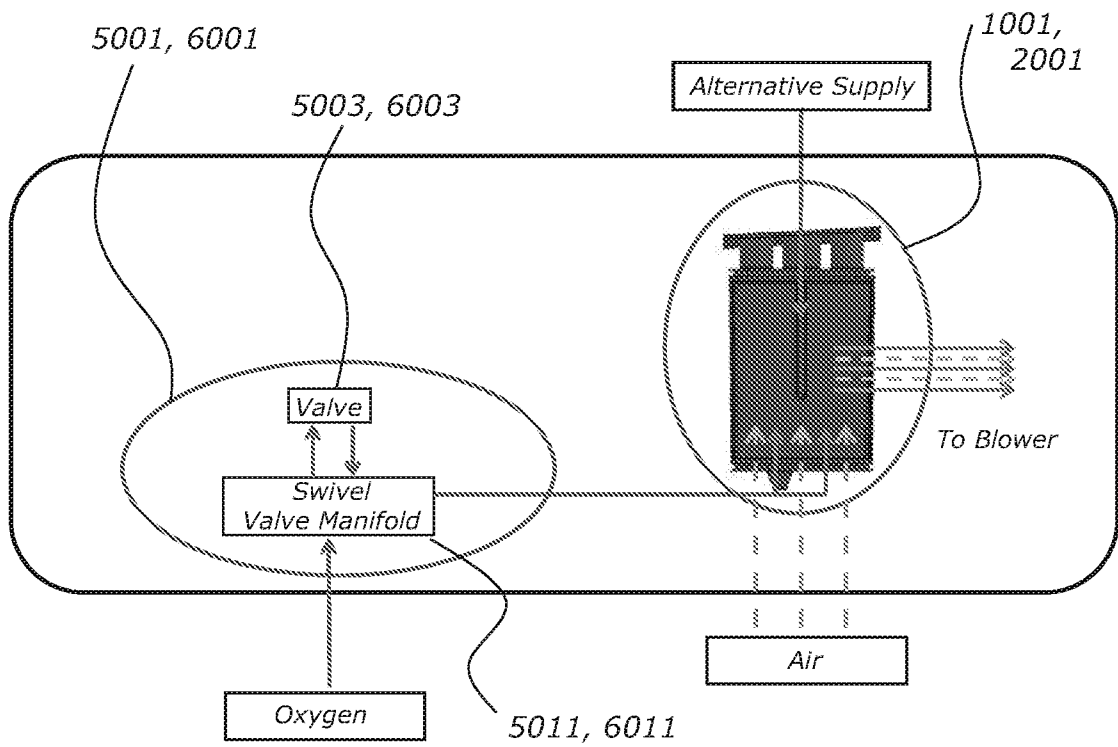 5001, 6001
1001,
2001
Alternative Supply
5003, 6003
Valve
To Blower
Swivel
Valve Manifold
Air
Oxygen
5011, 6011